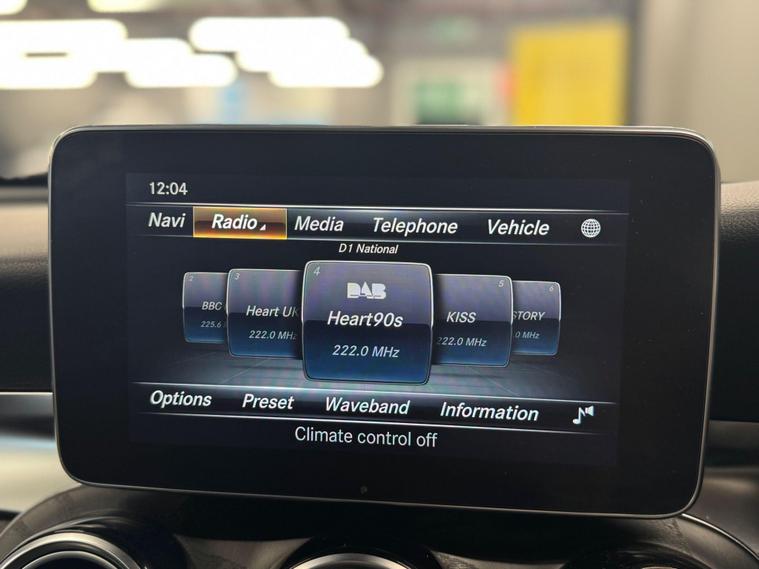 12:04
Navi Radio Media Telephone Vehicle
D1 National
2 3 4 5 6
DAB
BBC Heart UK Heart90s KISS STORY
225.6 222.0 MHz 222.0 MHz 222.0 MHz .0 MHz
Options Preset Waveband Information
Climate control off